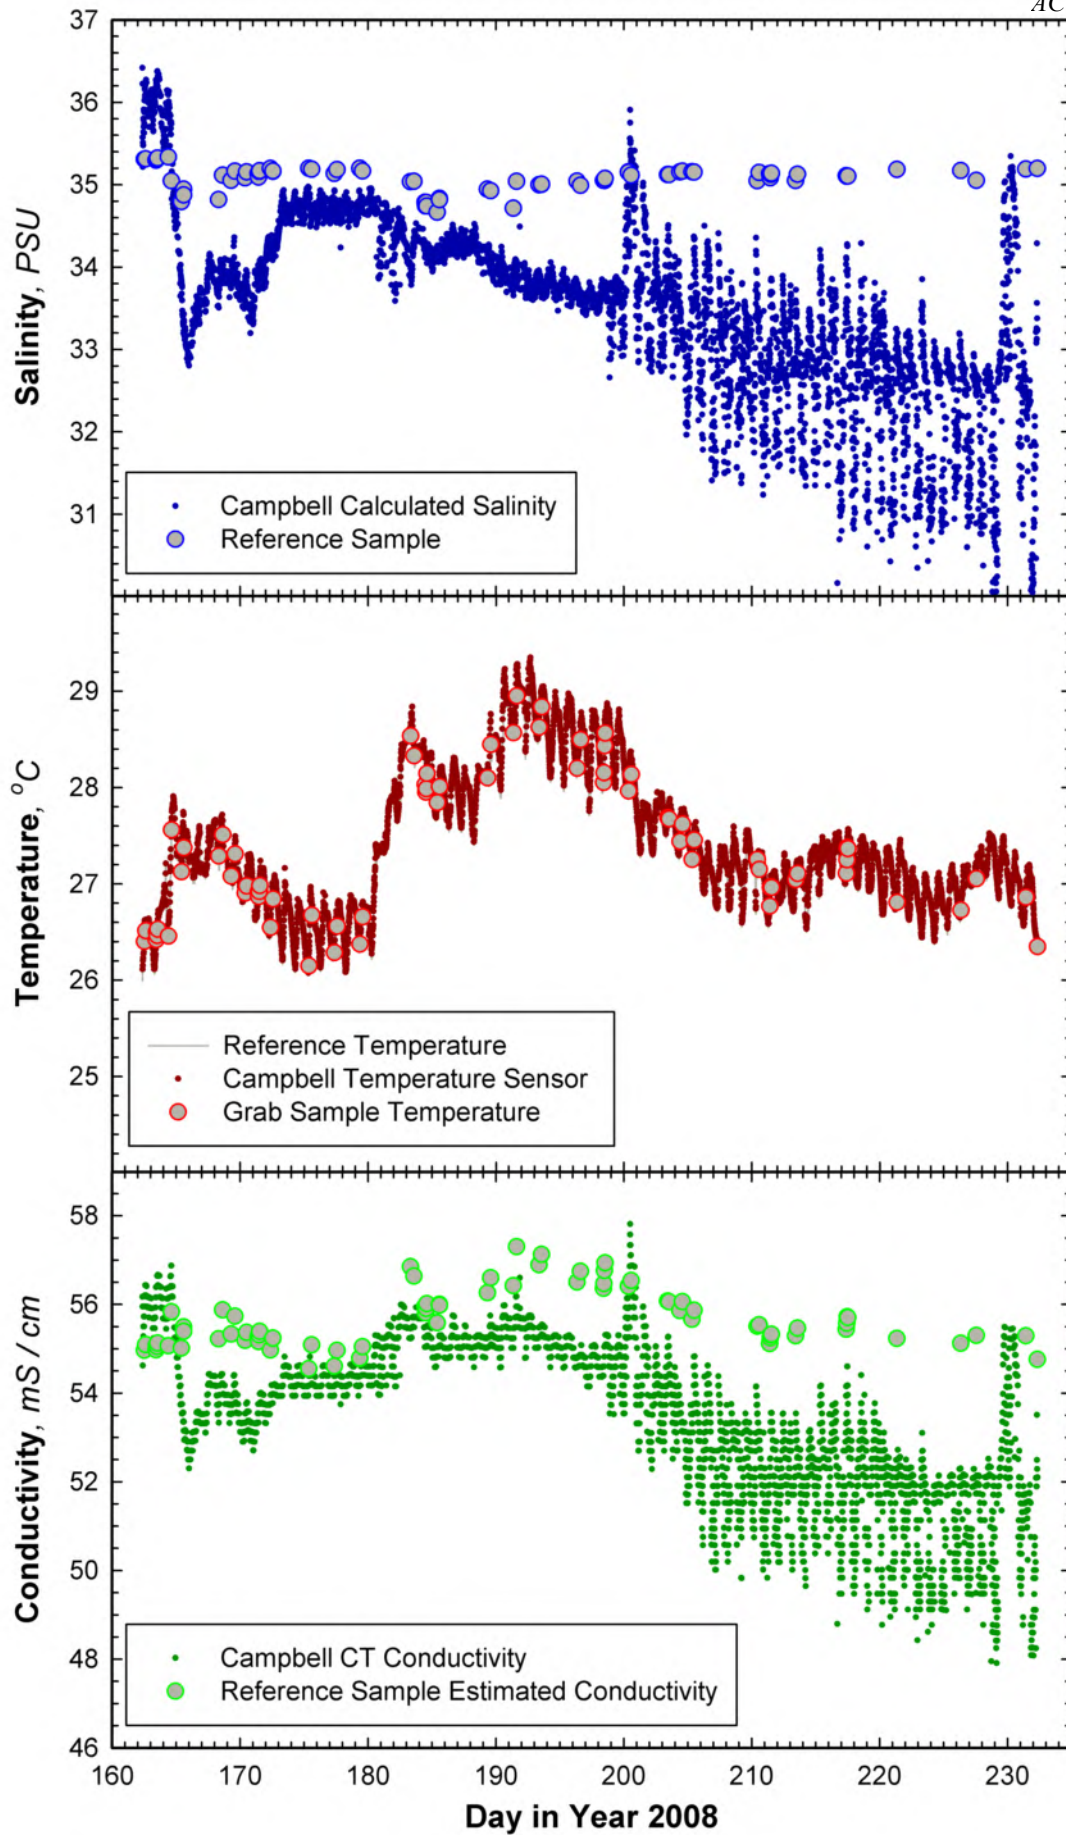 AC
37
36
35
34
33
32
31
Salinity, PSU
Campbell Calculated Salinity
Reference Sample
29
28
27
26
25
Temperature, °C
Reference Temperature
Campbell Temperature Sensor
Grab Sample Temperature
58
56
54
52
50
48
46
Conductivity, mS / cm
Campbell CT Conductivity
Reference Sample Estimated Conductivity
160 170 180 190 200 210 220 230
Day in Year 2008